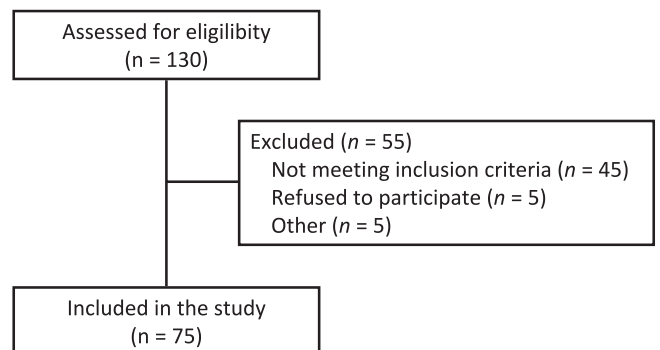 Assessed for eligilibity
(n = 130)
Excluded (n = 55)
Not meeting inclusion criteria (n = 45)
Refused to participate (n = 5)
Other (n = 5)
Included in the study
(n = 75)